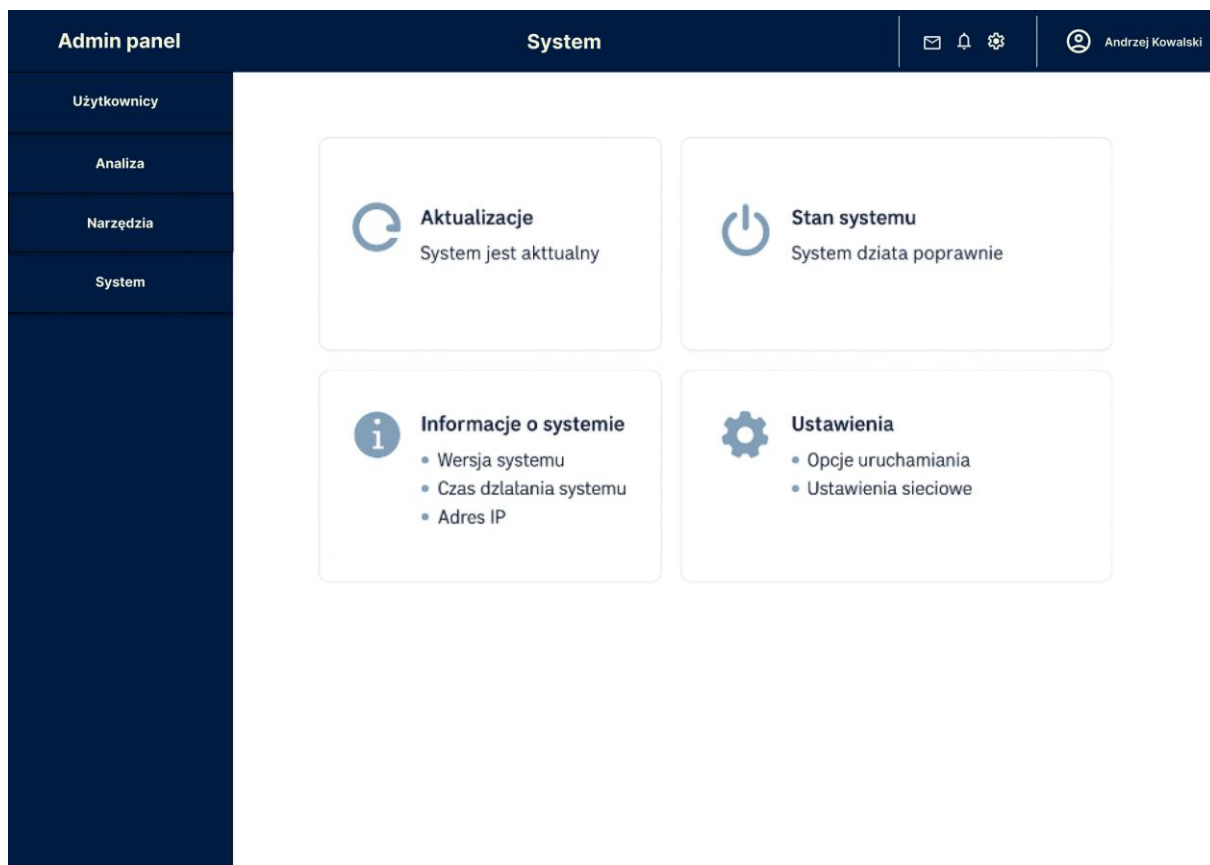 Admin panel
System
Andrzej Kowalski
Użytkownicy
Analiza
Narzędzia
System
Aktualizacje
System jest akttualny
Stan systemu
System dziata poprawnie
Informacje o systemie
• Wersja systemu
• Czas dzlatania systemu
• Adres IP
Ustawienia
• Opcje uruchamiania
• Ustawienia sieciowe